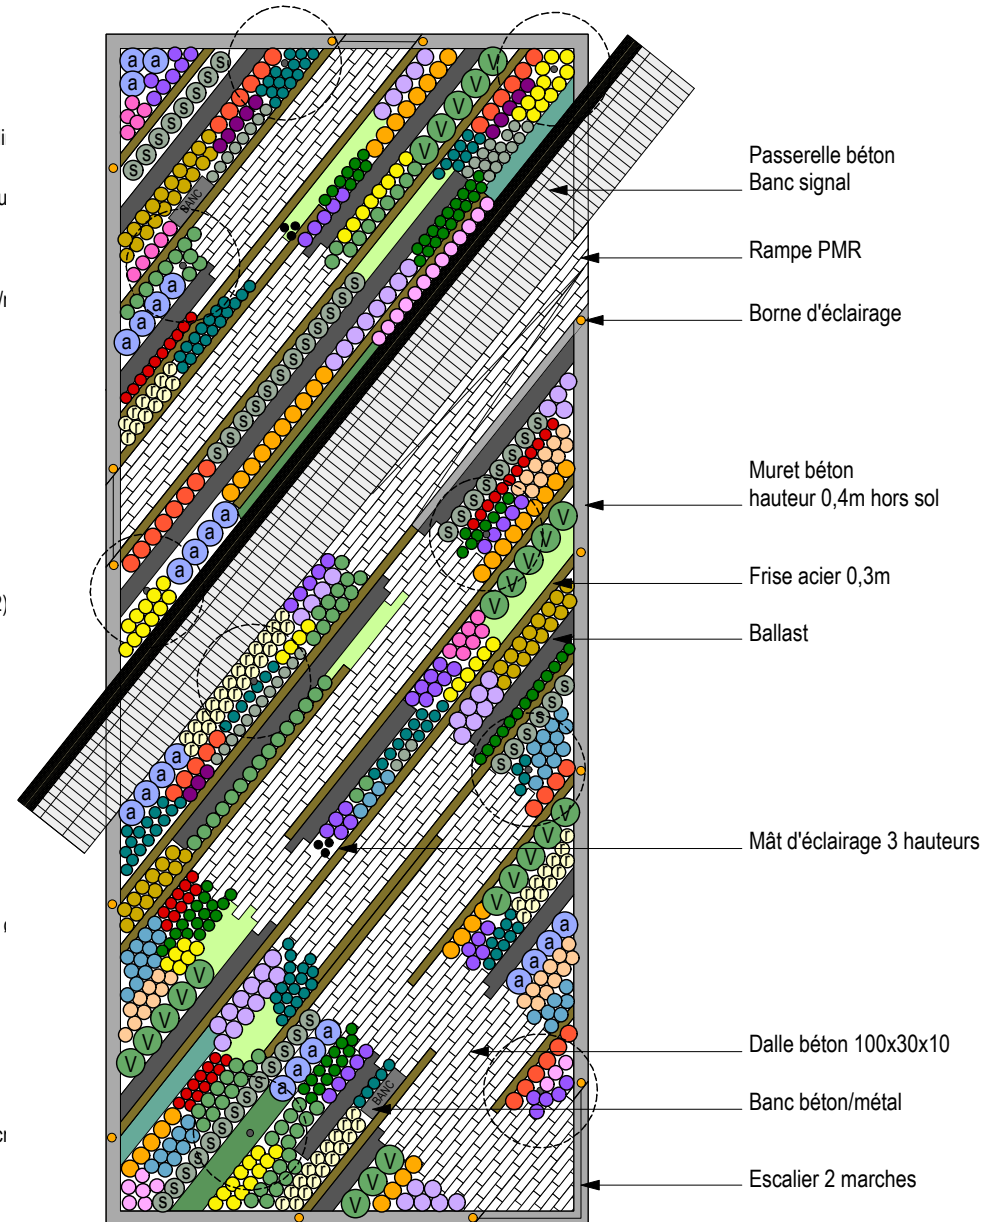 Passerelle béton
Banc signal
Rampe PMR
Borne d'éclairage
Muret béton
hauteur 0,4m hors sol
Frise acier 0,3m
Ballast
Mât d'éclairage 3 hauteurs
Dalle béton 100x30x10
Banc béton/métal
Escalier 2 marches
BANC
BANC